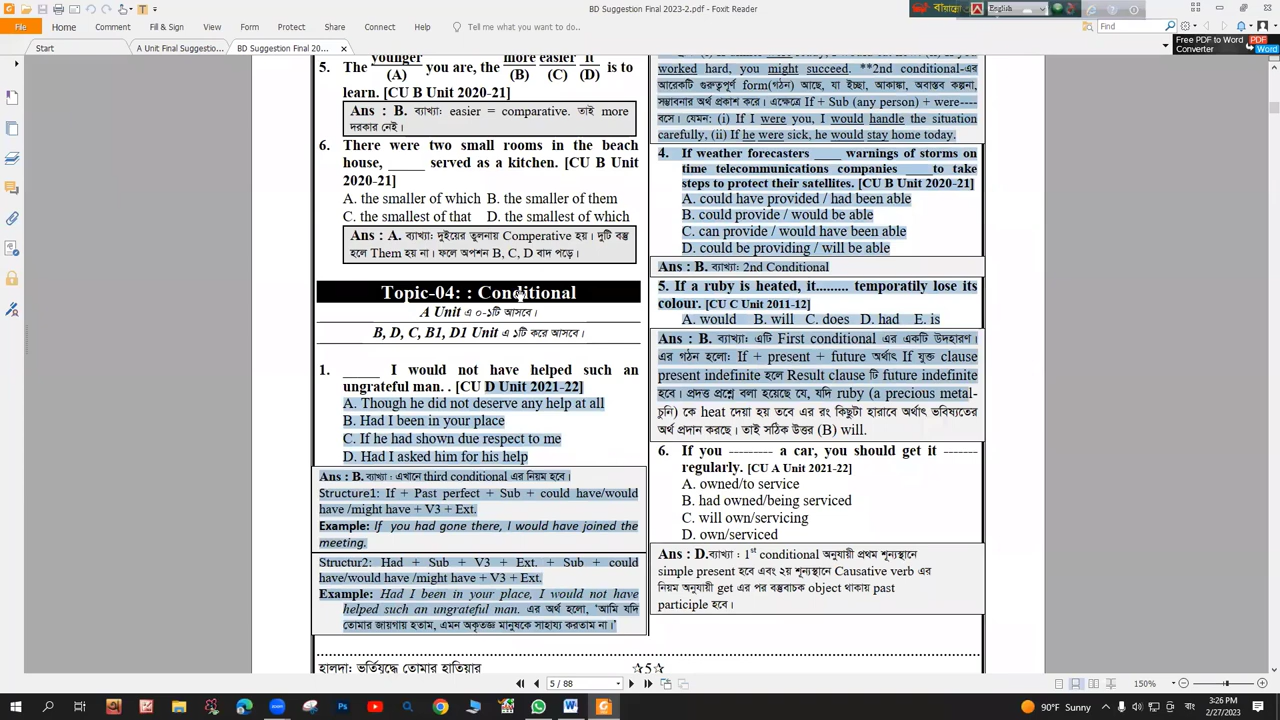 BD Suggestion Final 2023-2.pdf - Foxit Reader
English
File
Home
Comment
Fill & Sign
View
Form
Protect
Share
Connect
Help
Tell me what you want to do...
Find
Start
A Unit Final Suggestio...
BD Suggestion Final 20...
Free PDF to Word
Converter
younger more easier it
5. The (A) you are, the (B) (C) (D) is to
learn. [CU B Unit 2020-21]
Ans : B. ব্যাখ্যা: easier = comparative. তাই more
দরকার নেই।
6. There were two small rooms in the beach
house, _____ served as a kitchen. [CU B Unit
2020-21]
A. the smaller of which B. the smaller of them
C. the smallest of that D. the smallest of which
Ans : A. ব্যাখ্যা: দুইয়ের তুলনায় Comperative হয়। দুটি বস্তু
হলে Them হয় না। ফলে অপশন B, C, D বাদ পড়ে।
Topic-04: : Conditional
A Unit এ ০-১টি আসবে।
B, D, C, B1, D1 Unit এ ১টি করে আসবে।
1. _____ I would not have helped such an
ungrateful man. . [CU D Unit 2021-22]
A. Though he did not deserve any help at all
B. Had I been in your place
C. If he had shown due respect to me
D. Had I asked him for his help
Ans : B. ব্যাখ্যা: এখানে third conditional এর নিয়ম হবে।
Structure1: If + Past perfect + Sub + could have/would
have /might have + V3 + Ext.
Example: If you had gone there, I would have joined the
meeting.
Structur2: Had + Sub + V3 + Ext. + Sub + could
have/would have /might have + V3 + Ext.
Example: Had I been in your place, I would not have
helped such an ungrateful man. এর অর্থ হলো, ‘আমি যদি
তোমার জায়গায় হতাম, এমন অকৃতজ্ঞ মানুষকে সাহায্য করতাম না।’
worked hard, you might succeed. **2nd conditional-এর
আরেকটি গুরুত্বপূর্ণ form(গঠন) আছে, যা ইচ্ছা, আকাঙ্ক্ষা, অবাস্তব কল্পনা,
সম্ভাবনার অর্থ প্রকাশ করে। এক্ষেত্রে If + Sub (any person) + were----
বসে। যেমন: (i) If I were you, I would handle the situation
carefully, (ii) If he were sick, he would stay home today.
4. If weather forecasters ____ warnings of storms on
time telecommunications companies ____to take
steps to protect their satellites. [CU B Unit 2020-21]
A. could have provided / had been able
B. could provide / would be able
C. can provide / would have been able
D. could be providing / will be able
Ans : B. ব্যাখ্যা: 2nd Conditional
5. If a ruby is heated, it......... temporatily lose its
colour. [CU C Unit 2011-12]
A. would B. will C. does D. had E. is
Ans : B. ব্যাখ্যা: এটি First conditional এর একটি উদাহরণ।
এর গঠন হলো: If + present + future অর্থাৎ If যুক্ত clause
present indefinite হলে Result clause টি future indefinite
হবে। প্রদত্ত প্রশ্নে বলা হয়েছে যে, যদি ruby (a precious metal-
চুনি) কে heat দেয়া হয় তবে এর রং কিছুটা হারাবে অর্থাৎ ভবিষ্যতের
অর্থ প্রদান করছে। তাই সঠিক উত্তর (B) will.
6. If you --------- a car, you should get it -------
regularly. [CU A Unit 2021-22]
A. owned/to service
B. had owned/being serviced
C. will own/servicing
D. own/serviced
Ans : D.ব্যাখ্যা : 1st conditional অনুযায়ী প্রথম শূন্যস্থানে
simple present হবে এবং ২য় শূন্যস্থানে Causative verb এর
নিয়ম অনুযায়ী get এর পর বস্তুবাচক object থাকায় past
participle হবে।
হালদা: ভর্তিযুদ্ধে তোমার হাতিয়ার
☆5☆
5 / 88
150%
90°F Sunny
বাং
3:26 PM
2/27/2023